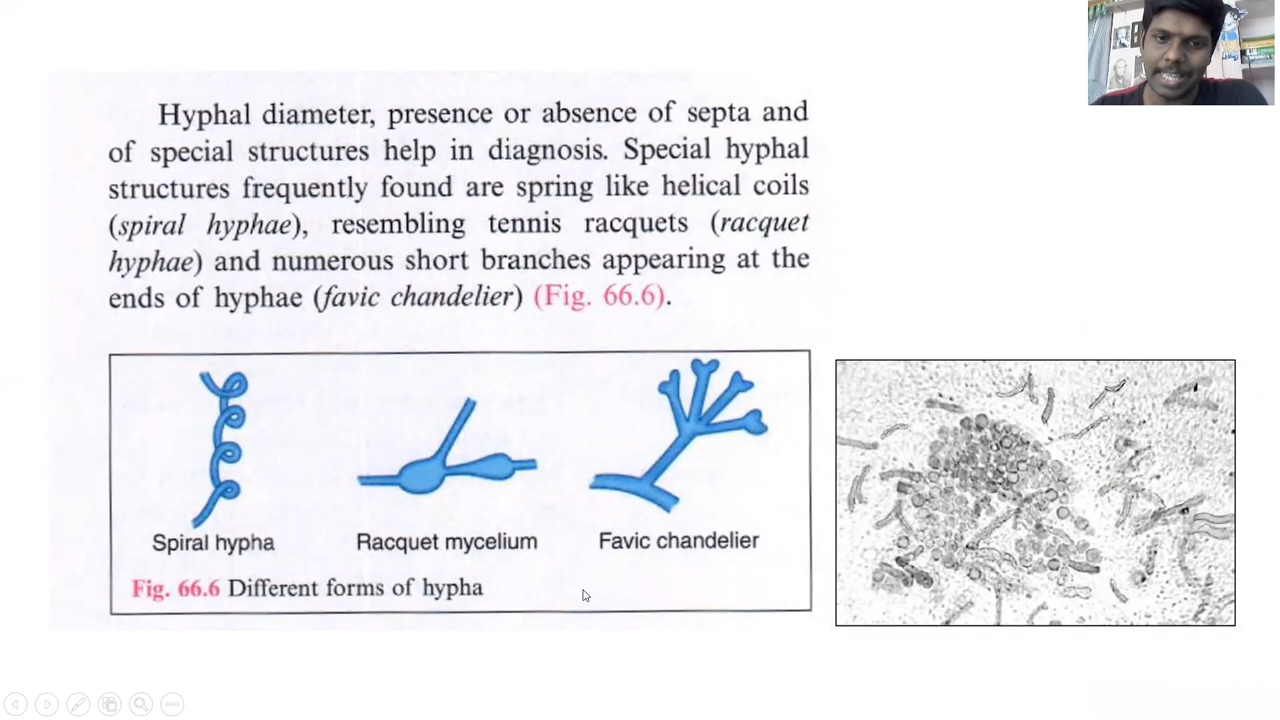 Hyphal diameter, presence or absence of septa and
of special structures help in diagnosis. Special hyphal
structures frequently found are spring like helical coils
(spiral hyphae), resembling tennis racquets (racquet
hyphae) and numerous short branches appearing at the
ends of hyphae (favic chandelier) (Fig. 66.6).
Spiral hypha
Racquet mycelium
Favic chandelier
Fig. 66.6 Different forms of hypha